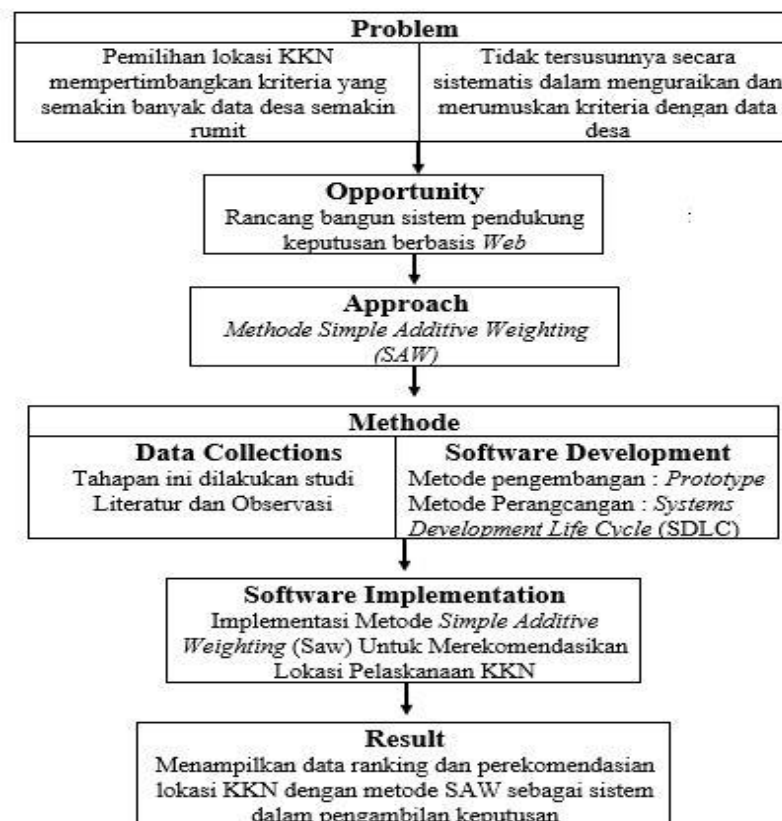 Problem
Pemilihan lokasi KKN
mempertimbangkan kriteria yang
semakin banyak data desa semakin
rumit
Tidak tersusunnya secara
sistematis dalam menguraikan dan
merumuskan kriteria dengan data
desa
Opportunity
Rancang bangun sistem pendukung
keputusan berbasis Web
:
Approach
Methode Simple Additive Weighting
(SAW)
Methode
Data Collections
Tahapan ini dilakukan studi
Literatur dan Observasi
Software Development
Metode pengembangan : Prototype
Metode Perangcangan : Systems
Development Life Cycle (SDLC)
Software Implementation
Implementasi Metode Simple Additive
Weighting (Saw) Untuk Merekomendasikan
Lokasi Pelaskanaan KKN
Result
Menampilkan data ranking dan perekomendasian
lokasi KKN dengan metode SAW sebagai sistem
dalam pengambilan keputusan